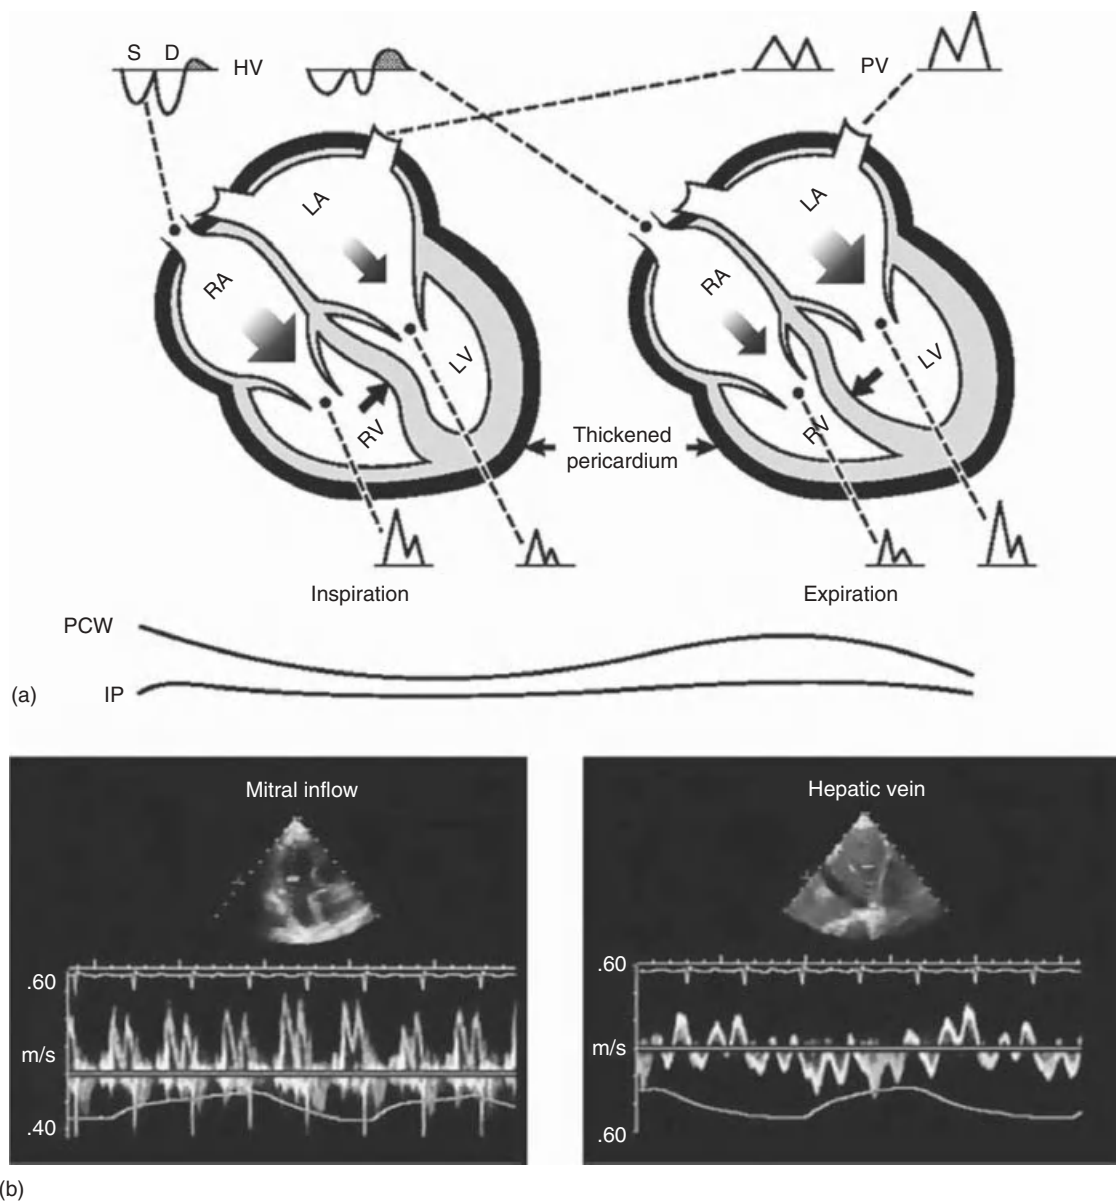 S D
HV
PV
LA
RA
LV
RV
LA
RA
LV
RV
Thickened
pericardium
Inspiration
Expiration
PCW
(a)
IP
Mitral inflow
Hepatic vein
.60
m/s
.40
.60
m/s
.60
(b)